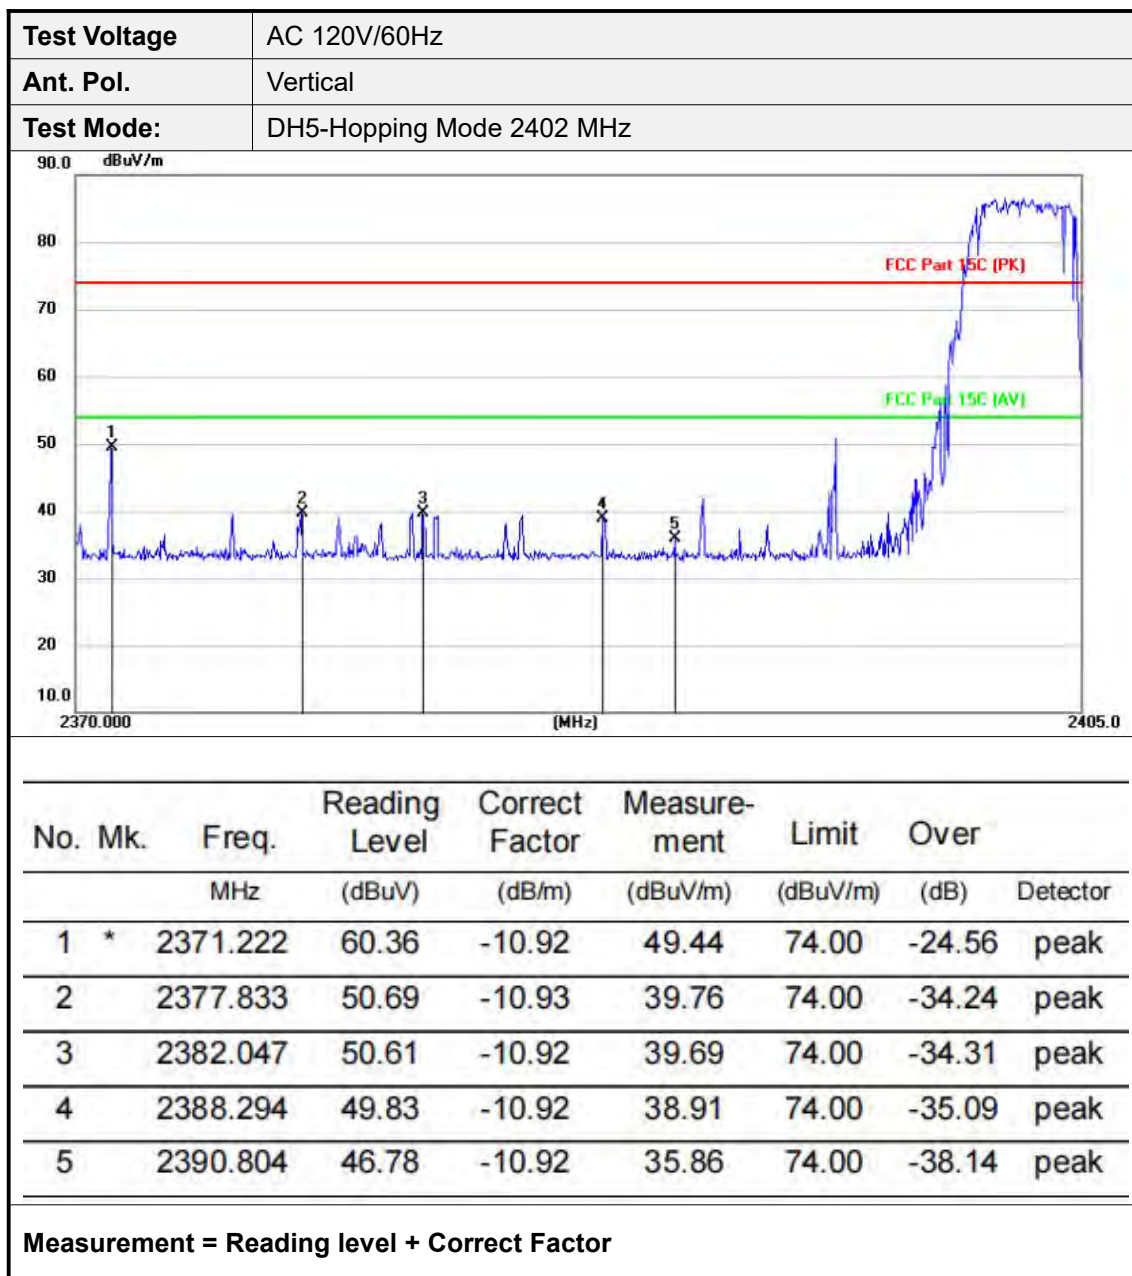 Test Voltage AC 120V/60Hz
Ant. Pol. Vertical
Test Mode: DH5-Hopping Mode 2402 MHz
90.0 dBuV/m
80
FCC Part 15C (PK)
70
60
FCC Part 15C (AV)
50
1
40
2 3 4 5
30
20
10.0
2370.000 (MHz) 2405.0
No. Mk. Freq. Reading Level Correct Factor Measure-ment Limit Over
MHz (dBuV) (dB/m) (dBuV/m) (dBuV/m) (dB) Detector
1 * 2371.222 60.36 -10.92 49.44 74.00 -24.56 peak
2 2377.833 50.69 -10.93 39.76 74.00 -34.24 peak
3 2382.047 50.61 -10.92 39.69 74.00 -34.31 peak
4 2388.294 49.83 -10.92 38.91 74.00 -35.09 peak
5 2390.804 46.78 -10.92 35.86 74.00 -38.14 peak
Measurement = Reading level + Correct Factor